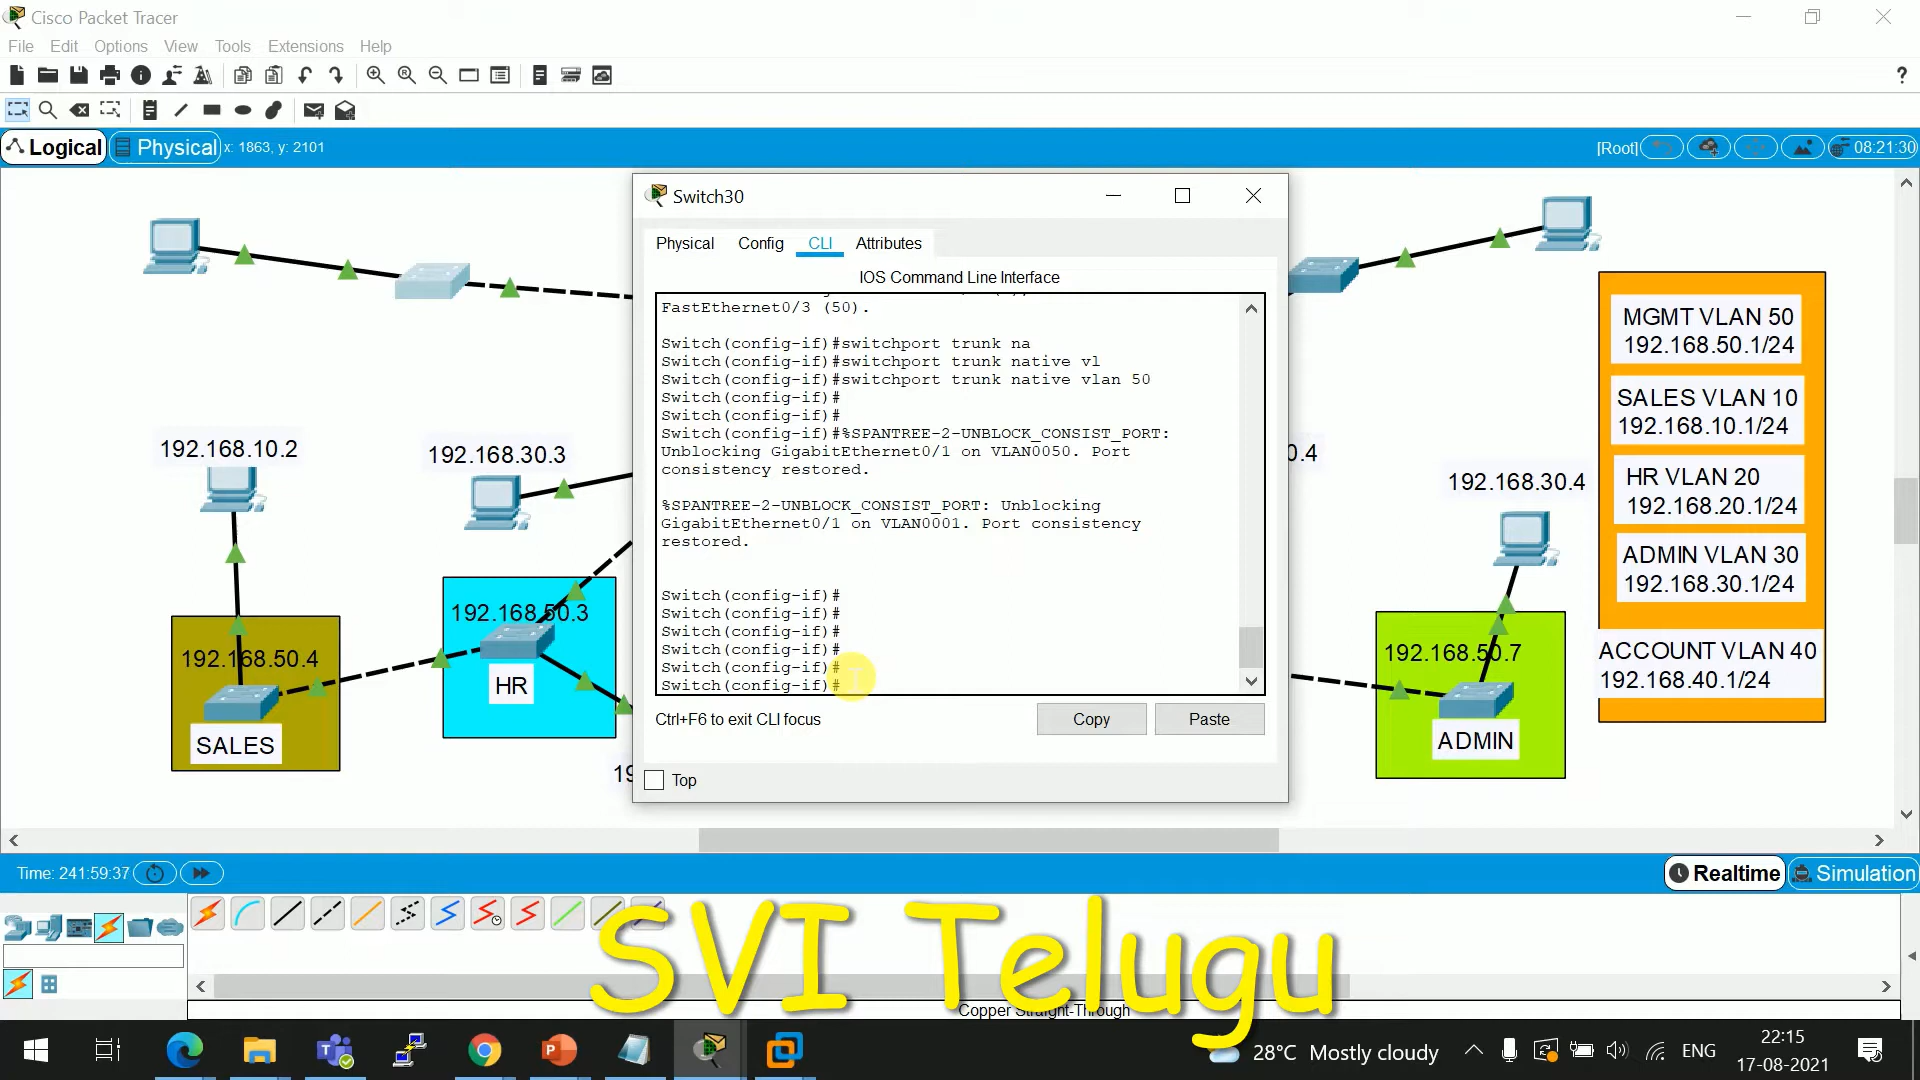 Cisco Packet Tracer
File Edit Options View Tools Extensions Help
?
Logical Physical x: 1863, y: 2101
[Root] 08:21:30
Switch30
Physical Config CLI Attributes
IOS Command Line Interface
FastEthernet0/3 (50).
Switch(config-if)#switchport trunk na
Switch(config-if)#switchport trunk native vl
Switch(config-if)#switchport trunk native vlan 50
Switch(config-if)#
Switch(config-if)#
Switch(config-if)#%SPANTREE-2-UNBLOCK_CONSIST_PORT:
Unblocking GigabitEthernet0/1 on VLAN0050. Port
consistency restored.
%SPANTREE-2-UNBLOCK_CONSIST_PORT: Unblocking
GigabitEthernet0/1 on VLAN0001. Port consistency
restored.
Switch(config-if)#
Switch(config-if)#
Switch(config-if)#
Switch(config-if)#
Switch(config-if)#
Switch(config-if)#
Ctrl+F6 to exit CLI focus
Copy Paste
Top
192.168.10.2
192.168.30.3
0.4
192.168.30.4
192.168.50.4
SALES
192.168.50.3
HR
19
192.168.50.7
ADMIN
MGMT VLAN 50
192.168.50.1/24
SALES VLAN 10
192.168.10.1/24
HR VLAN 20
192.168.20.1/24
ADMIN VLAN 30
192.168.30.1/24
ACCOUNT VLAN 40
192.168.40.1/24
Time: 241:59:37
Realtime Simulation
SVI Telugu
Copper Straight-Through
28°C Mostly cloudy
ENG
22:15
17-08-2021